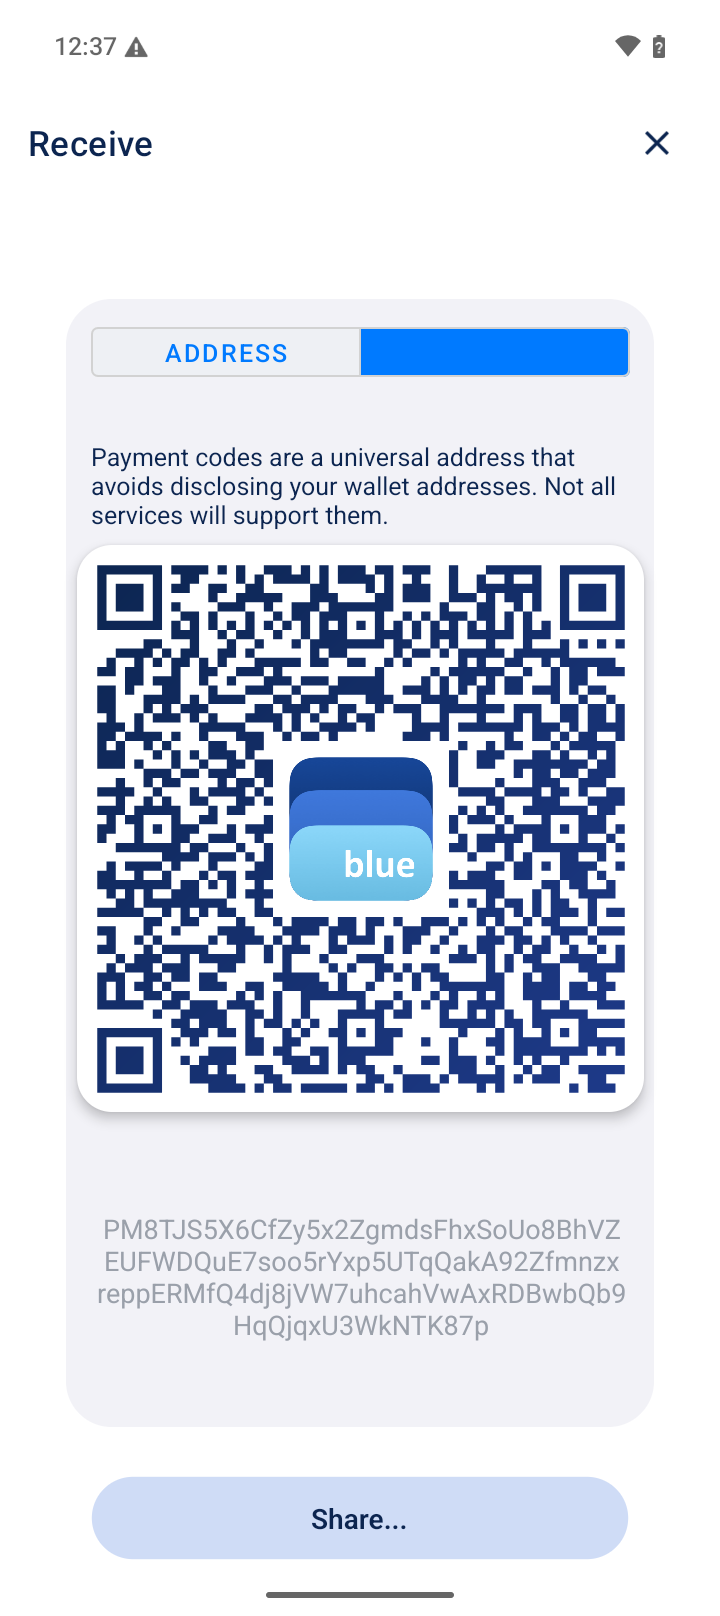 12:37
Receive
ADDRESS
Payment codes are a universal address that
avoids disclosing your wallet addresses. Not all
services will support them.
blue
PM8TJS5X6CfZy5x2ZgmdsFhxSoUo8BhVZ
EUFWDQuE7soo5rYxp5UTqQakA92Zfmnzx
reppERMfQ4dj8jVW7uhcahVwAxRDBwbQb9
HqQjqxU3WkNTK87p
Share...